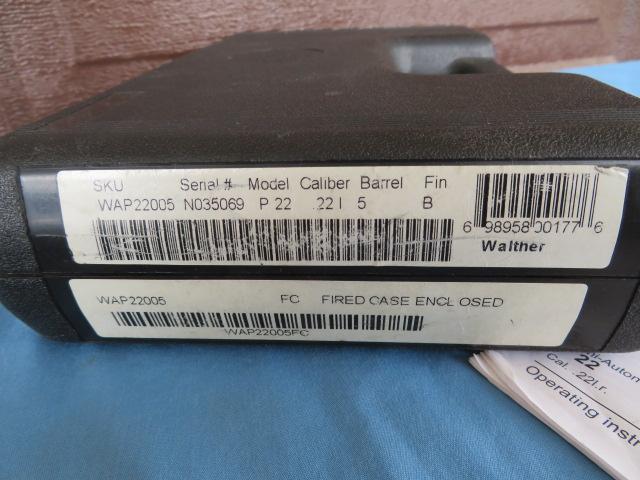 SKU Serial # Model Caliber Barrel Fin
WAP22005 N035069 P 22 .22 l 5 B
6 98958 00177 6
Walther
WAP22005 FC FIRED CASE ENCLOSED
WAP22005FC
22
Cal. .22l.r.
Operating instr